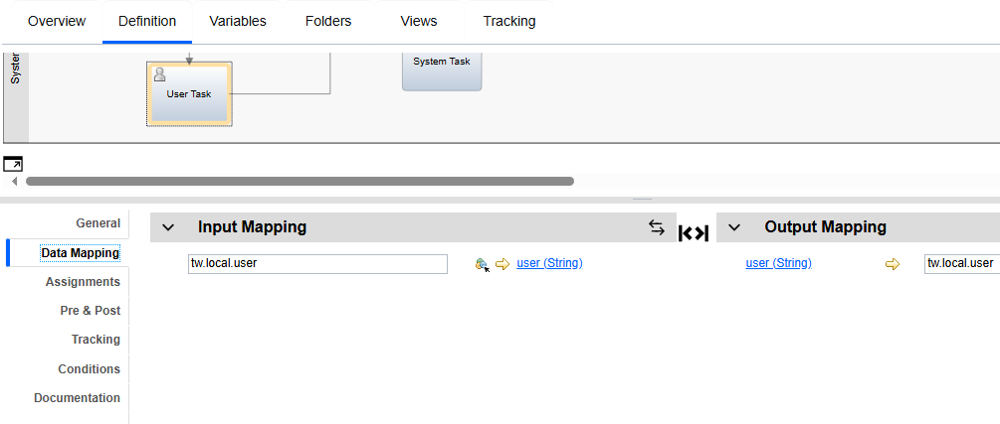 Overview Definition Variables Folders Views Tracking
System Task
User Task
General
Data Mapping
Assignments
Pre & Post
Tracking
Conditions
Documentation
Input Mapping
tw.local.user user (String)
Output Mapping
user (String) tw.local.user